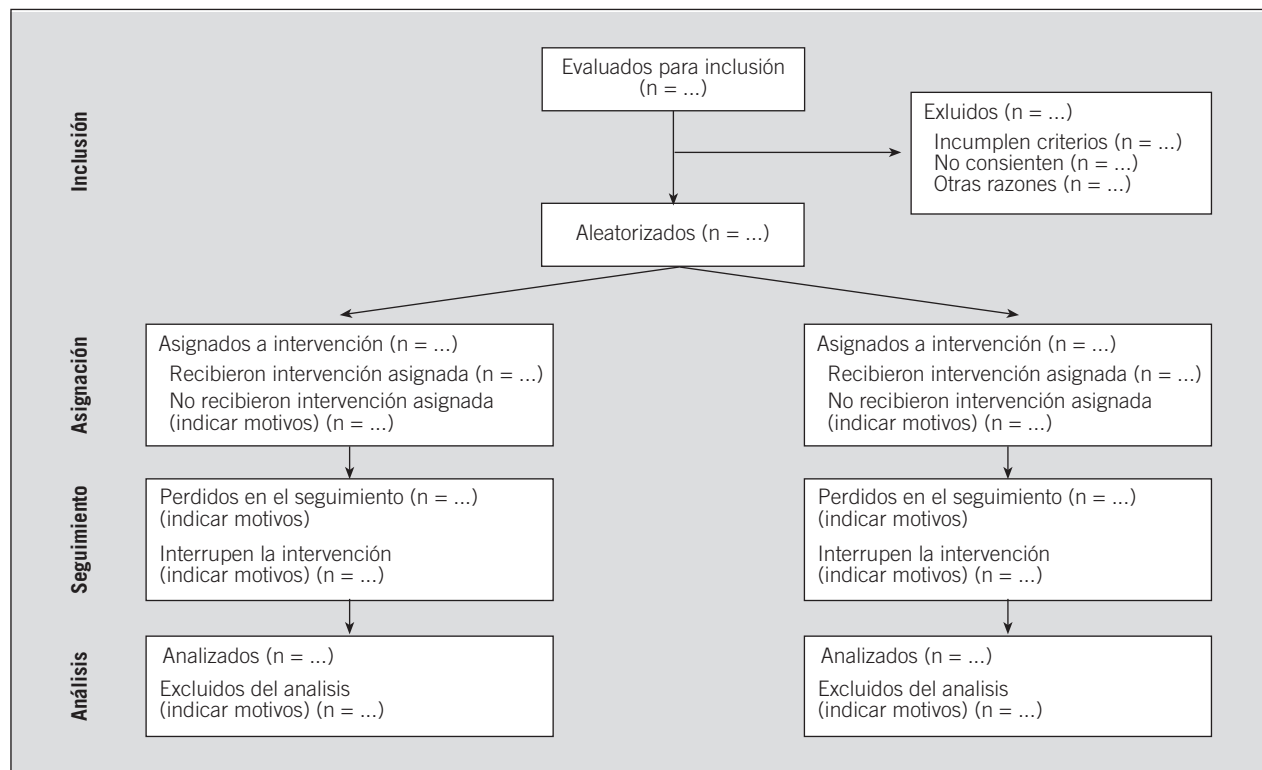 Evaluados para inclusión
(n = ...)
Exluidos (n = ...)
Incumplen criterios (n = ...)
No consienten (n = ...)
Otras razones (n = ...)
Inclusión
Aleatorizados (n = ...)
Asignación
Asignados a intervención (n = ...)
Recibieron intervención asignada (n = ...)
No recibieron intervención asignada
(indicar motivos) (n = ...)
Asignados a intervención (n = ...)
Recibieron intervención asignada (n = ...)
No recibieron intervención asignada
(indicar motivos) (n = ...)
Seguimiento
Perdidos en el seguimiento (n = ...)
(indicar motivos)
Interrupen la intervención
(indicar motivos) (n = ...)
Perdidos en el seguimiento (n = ...)
(indicar motivos)
Interrupen la intervención
(indicar motivos) (n = ...)
Análisis
Analizados (n = ...)
Excluidos del analisis
(indicar motivos) (n = ...)
Analizados (n = ...)
Excluidos del analisis
(indicar motivos) (n = ...)